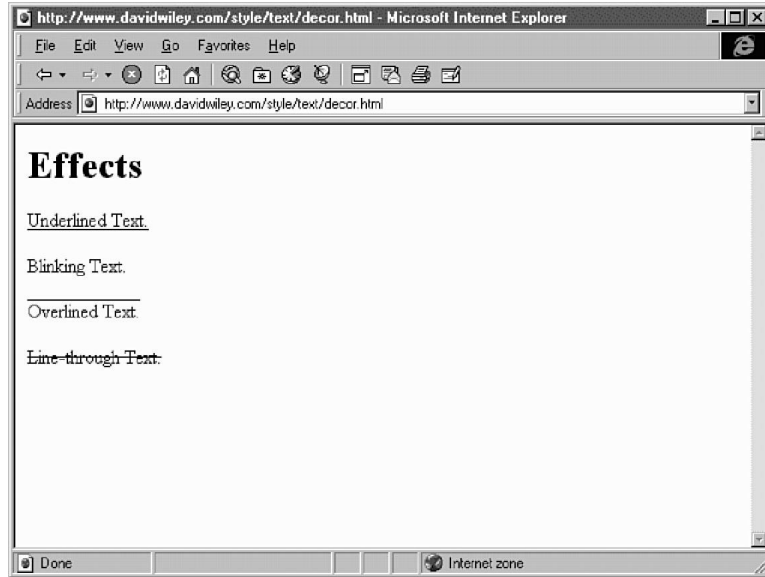 http://www.davidwiley.com/style/text/decor.html - Microsoft Internet Explorer
File Edit View Go Favorites Help
Address http://www.davidwiley.com/style/text/decor.html
Effects
Underlined Text.
Blinking Text.
Overlined Text.
Line-through Text.
Done Internet zone